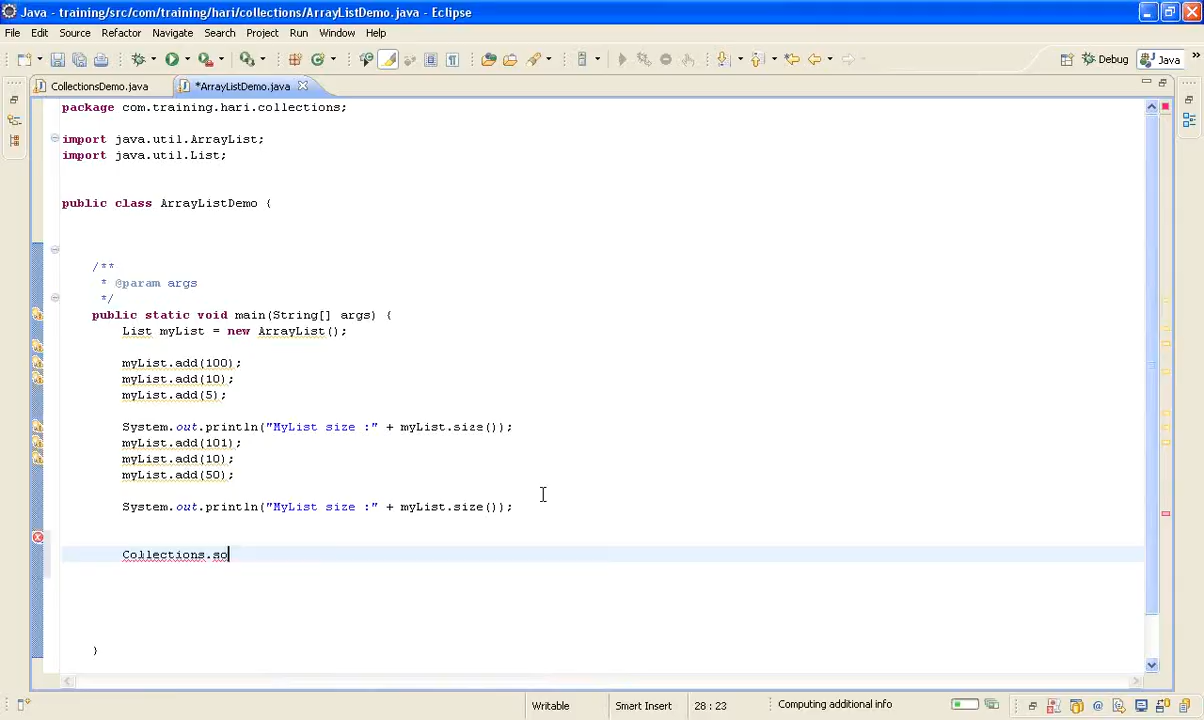 Java - training/src/com/training/hari/collections/ArrayListDemo.java - Eclipse
File Edit Source Refactor Navigate Search Project Run Window Help
Debug Java
CollectionsDemo.java *ArrayListDemo.java
package com.training.hari.collections;
import java.util.ArrayList;
import java.util.List;
public class ArrayListDemo {
/**
* @param args
*/
public static void main(String[] args) {
List myList = new ArrayList();
myList.add(100);
myList.add(10);
myList.add(5);
System.out.println("MyList size :" + myList.size());
myList.add(101);
myList.add(10);
myList.add(50);
System.out.println("MyList size :" + myList.size());
Collections.so
}
Writable Smart Insert 28 : 23 Computing additional info